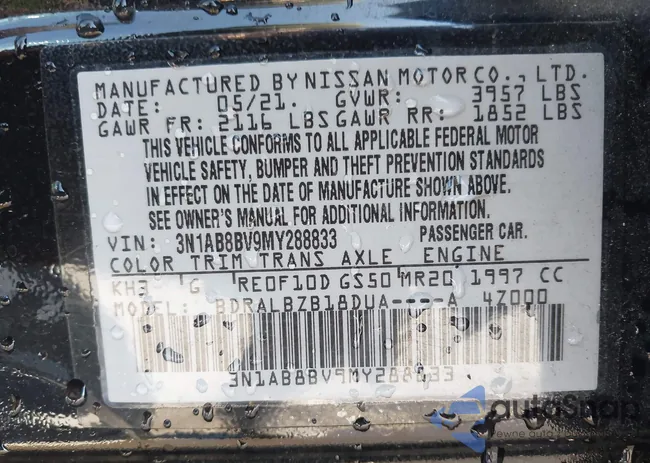 MANUFACTURED BY NISSAN MOTOR CO., LTD.
DATE: 05/21. GVWR: 3957 LBS
GAWR FR: 2116 LBS GAWR RR: 1852 LBS
THIS VEHICLE CONFORMS TO ALL APPLICABLE FEDERAL MOTOR
VEHICLE SAFETY, BUMPER AND THEFT PREVENTION STANDARDS
IN EFFECT ON THE DATE OF MANUFACTURE SHOWN ABOVE.
SEE OWNER'S MANUAL FOR ADDITIONAL INFORMATION.
VIN: 3N1AB8BV9MY288833 PASSENGER CAR.
COLOR TRIM TRANS AXLE ENGINE
KH3 G RE0F10D GS50 MR20 1997 CC
MODEL: BDRALBZB18DUA----A 4Z000
3N1AB8BV9MY288833
autoSnap